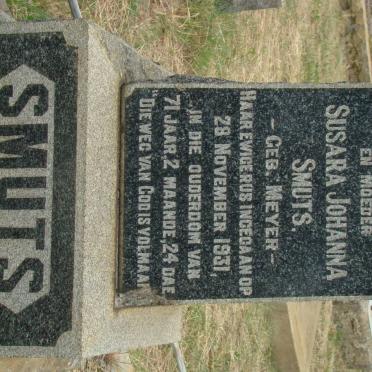 EN MOEDER
SUSARA JOHANNA
SMUTS.
— GEB. MEYER —
HAAR EWIGE RUS INGEGAAN OP
28 NOVEMBER 1931
„IN DIE OUDERDOM VAN
71 JAAR, 2 MAANDE, 24 DAE
"DIE WEG VAN GOD IS VOLMAAK"
SMUTS